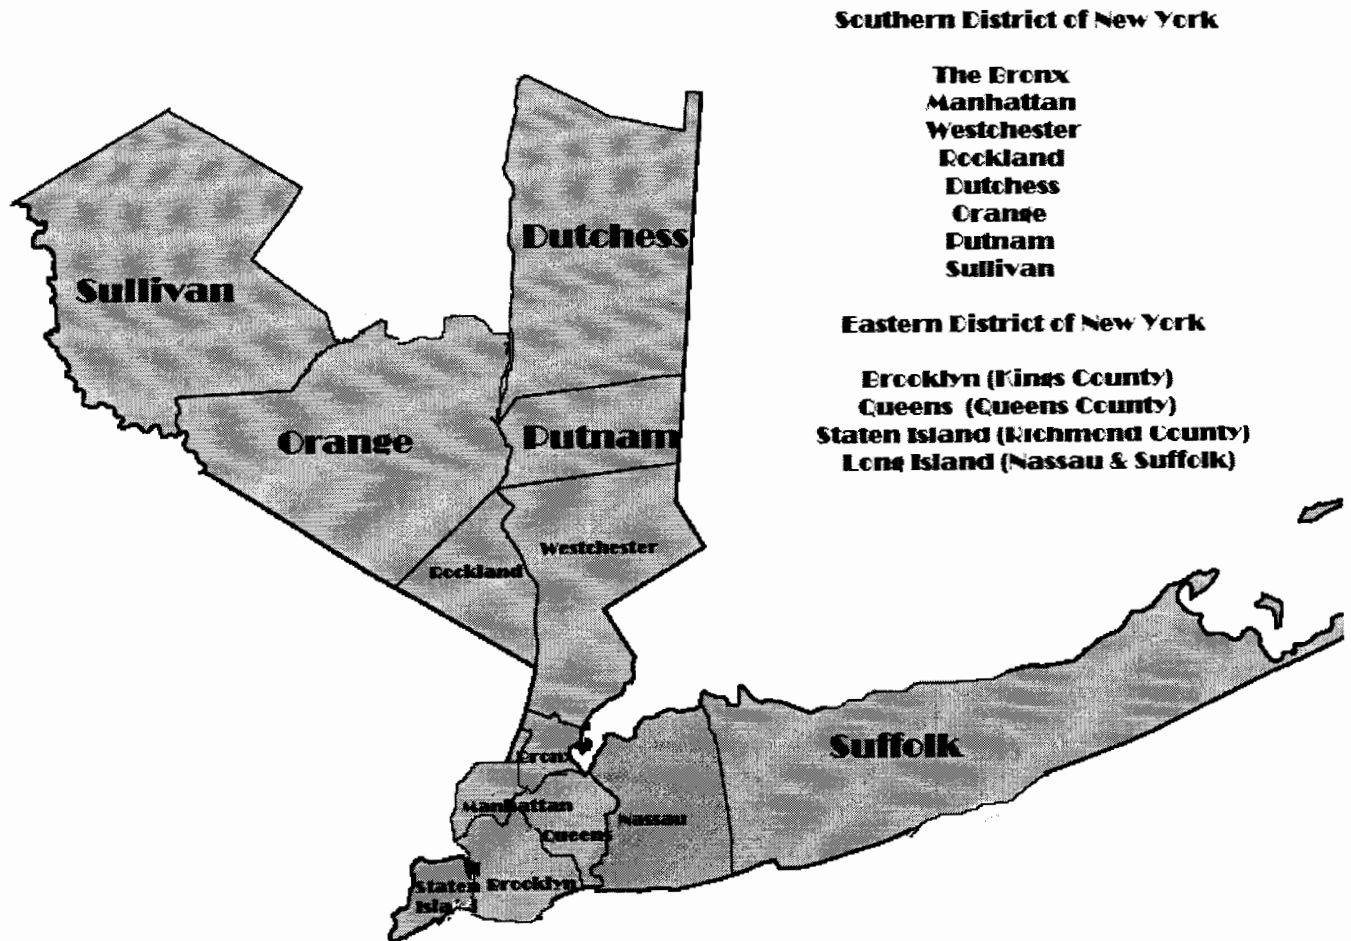 Southern District of New York
The Bronx
Manhattan
Westchester
Rockland
Dutchess
Orange
Putnam
Sullivan
Eastern District of New York
Brooklyn (Kings County)
Queens (Queens County)
Staten Island (Richmond County)
Long Island (Nassau & Suffolk)
Dutchess
Sullivan
Orange
Putnam
Westchester
Rockland
Suffolk
Bronx
Manhattan
Nassau
Queens
Staten
Brooklyn